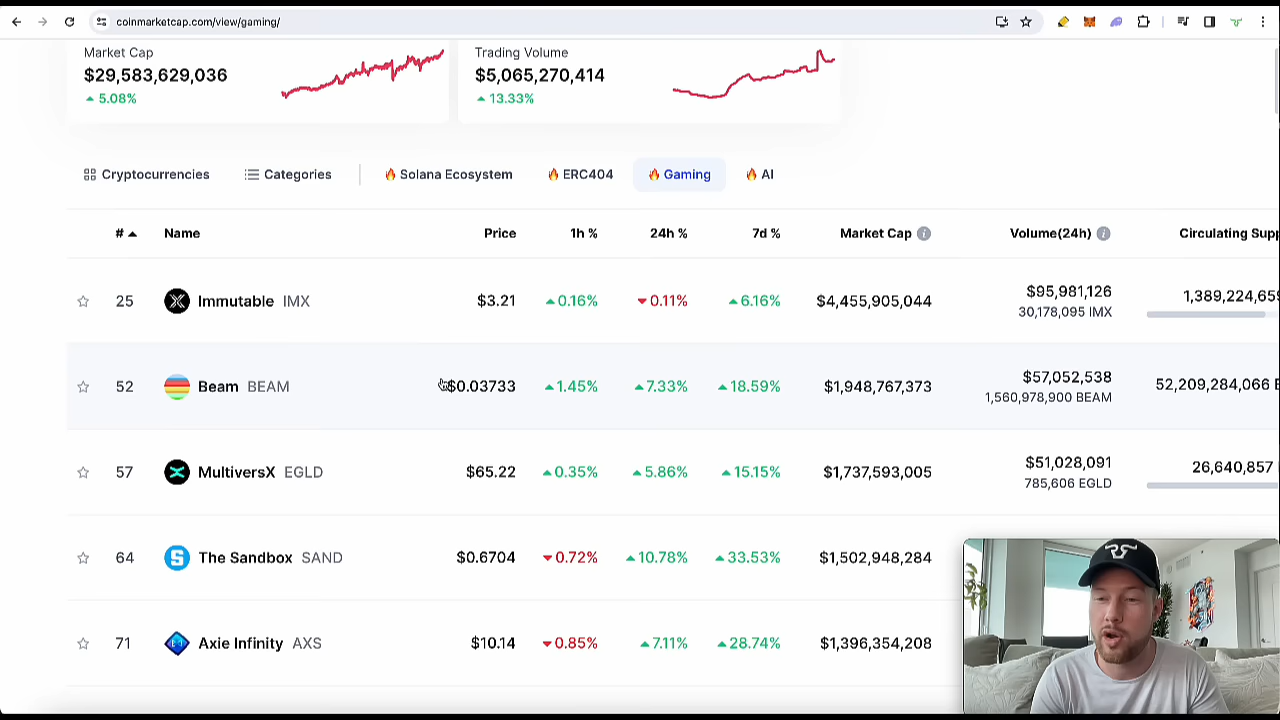 coinmarketcap.com/view/gaming/
Market Cap
$29,583,629,036
5.08%
Trading Volume
$5,065,270,414
13.33%
Cryptocurrencies Categories Solana Ecosystem ERC404 Gaming AI
# Name Price 1h % 24h % 7d % Market Cap Volume(24h) Circulating Supp
25 Immutable IMX $3.21 0.16% 0.11% 6.16% $4,455,905,044 $95,981,126 1,389,224,659
30,178,095 IMX
52 Beam BEAM $0.03733 1.45% 7.33% 18.59% $1,948,767,373 $57,052,538 52,209,284,066 B
1,560,978,900 BEAM
57 MultiversX EGLD $65.22 0.35% 5.86% 15.15% $1,737,593,005 $51,028,091 26,640,857
785,606 EGLD
64 The Sandbox SAND $0.6704 0.72% 10.78% 33.53% $1,502,948,284
71 Axie Infinity AXS $10.14 0.85% 7.11% 28.74% $1,396,354,208